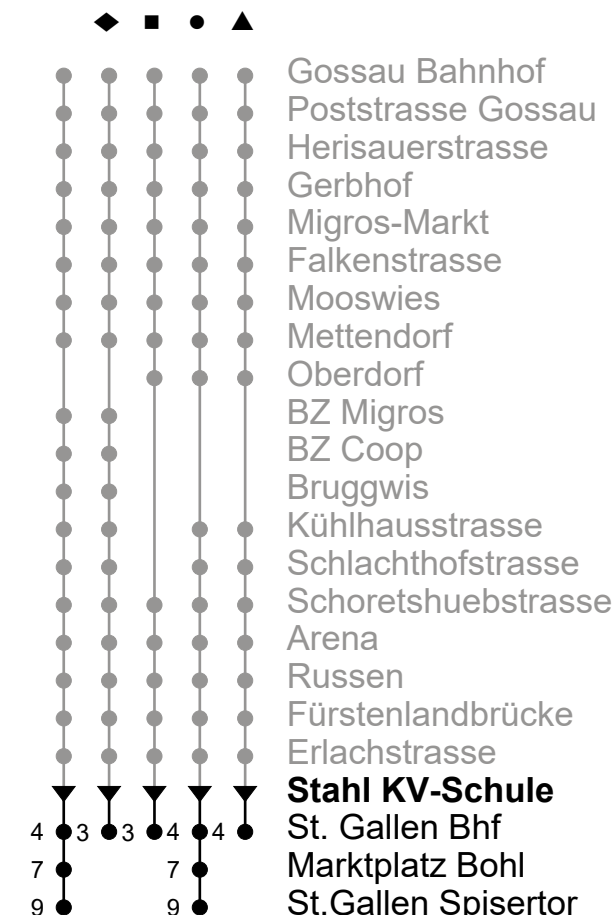 Gossau Bahnhof
Poststrasse Gossau
Herisauerstrasse
Gerbhof
Migros-Markt
Falkenstrasse
Mooswies
Mettendorf
Oberdorf
BZ Migros
BZ Coop
Bruggwis
Kühlhausstrasse
Schlachthofstrasse
Schoretshuebstrasse
Arena
Russen
Fürstenlandbrücke
Erlachstrasse
Stahl KV-Schule
4 3 3 4 4 St. Gallen Bhf
7 7 Marktplatz Bohl
9 9 St.Gallen Spisertor